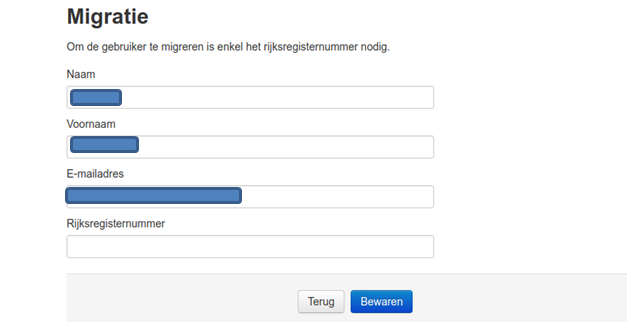 Migratie
Om de gebruiker te migreren is enkel het rijksregisternummer nodig.
Naam
Voornaam
E-mailadres
Rijksregisternummer
Terug Bewaren